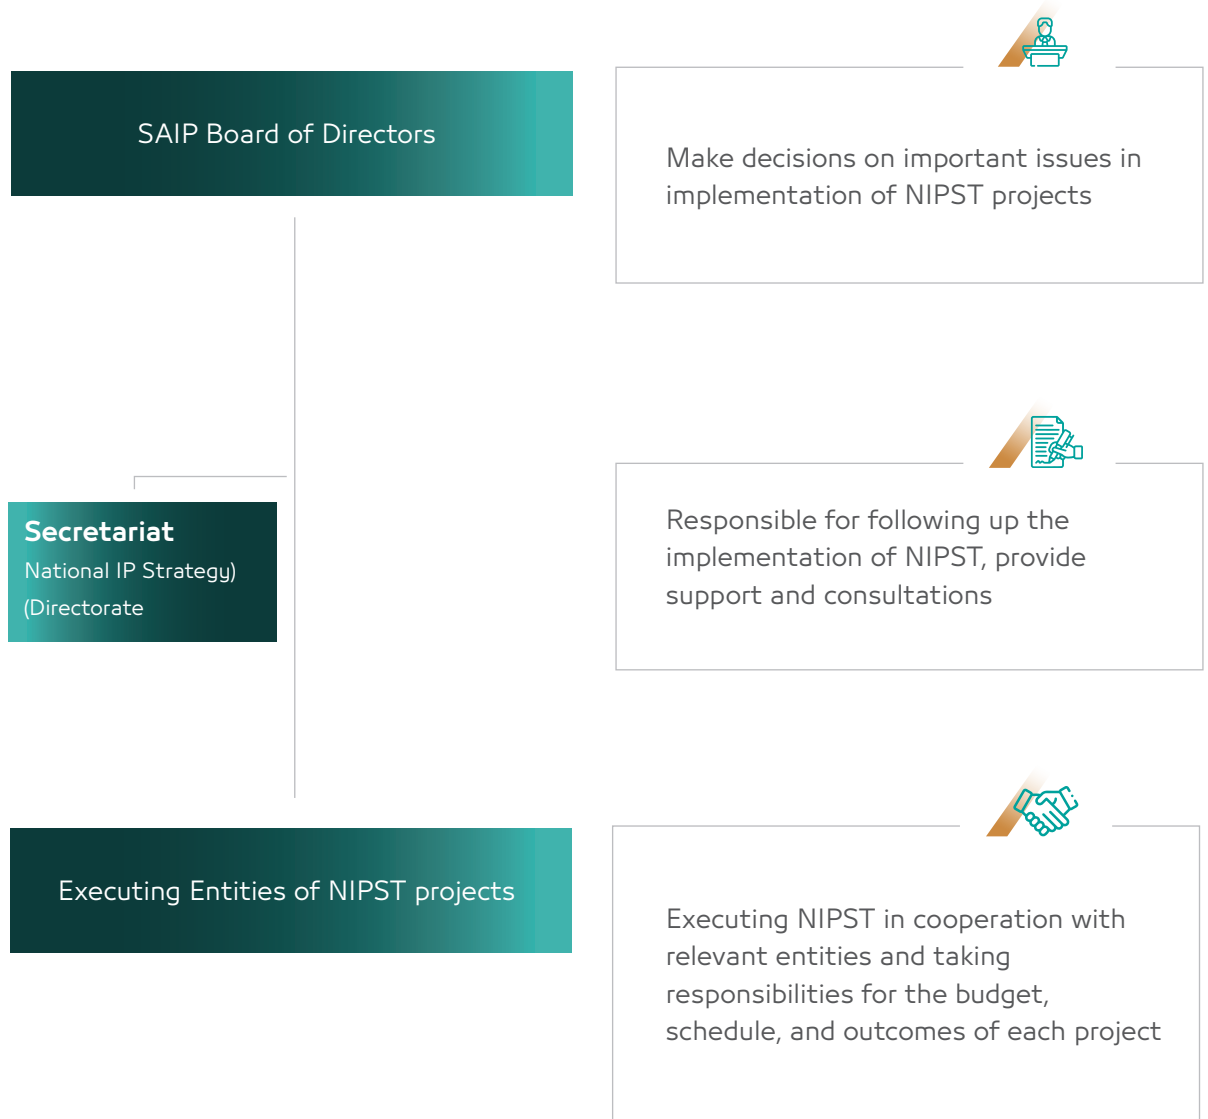 SAIP Board of Directors
Make decisions on important issues in
implementation of NIPST projects
Secretariat
National IP Strategy)
(Directorate
Responsible for following up the
implementation of NIPST, provide
support and consultations
Executing Entities of NIPST projects
Executing NIPST in cooperation with
relevant entities and taking
responsibilities for the budget,
schedule, and outcomes of each project